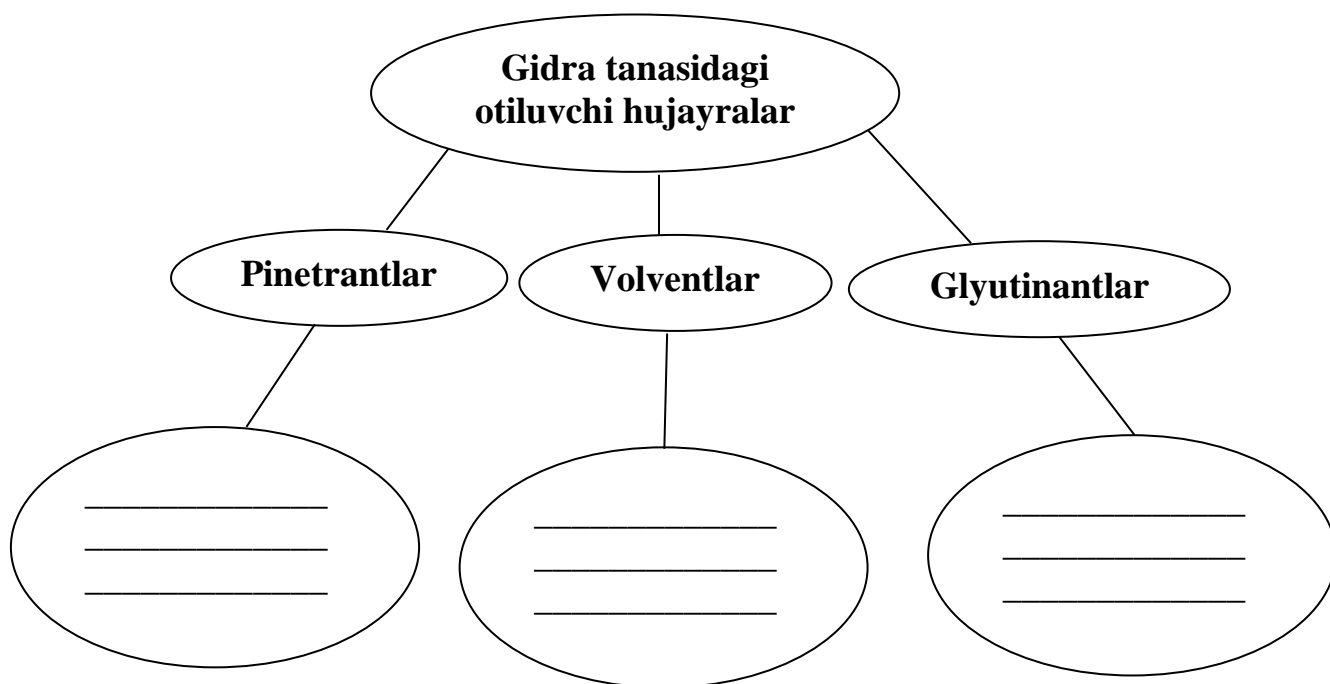 Gidra tanasidagi
otiluvchi hujayralar
Pinetrantlar
Volventlar
Glyutinantlar